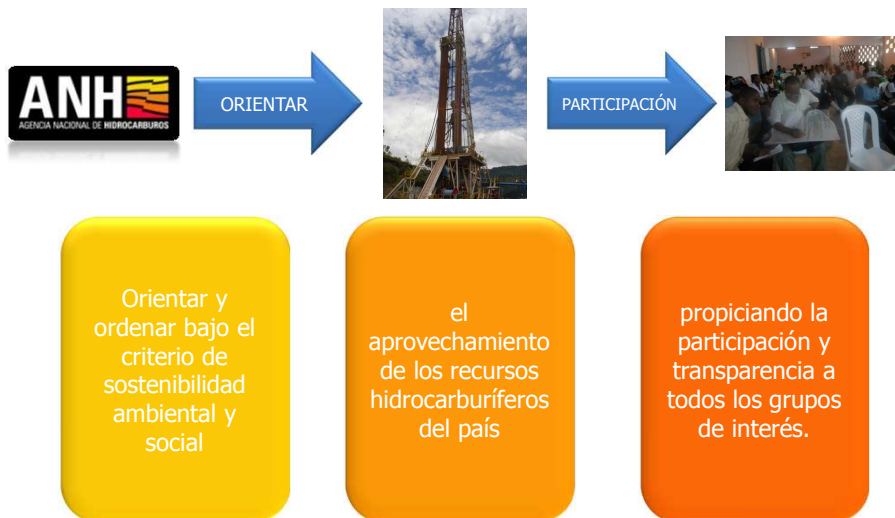 ANH
AGENCIA NACIONAL DE HIDROCARBUROS
ORIENTAR
PARTICIPACIÓN
Orientar y
ordenar bajo el
criterio de
sostenibilidad
ambiental y
social
el
aprovechamiento
de los recursos
hidrocarburíferos
del país
propiciando la
participación y
transparencia a
todos los grupos
de interés.